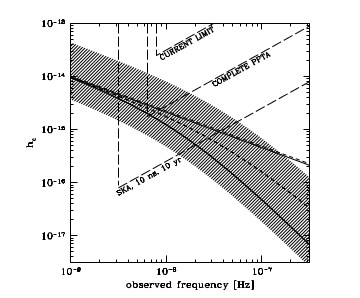 10⁻¹³
CURRENT LIMIT
COMPLETE PPTA
10⁻¹⁴
10⁻¹⁵
h_c
10⁻¹⁶
SKA, 10 ns, 10 yr
10⁻¹⁷
10⁻⁹ 10⁻⁸ 10⁻⁷
observed frequency [Hz]